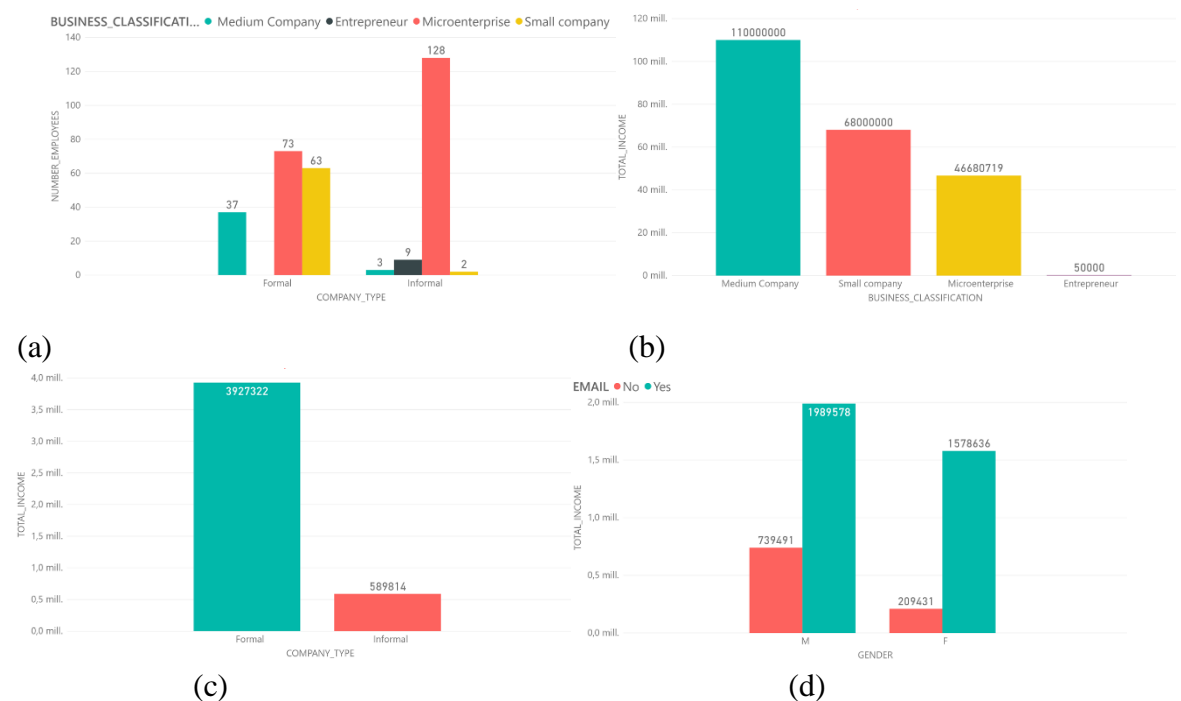 BUSINESS_CLASSIFICATI... Medium Company Entrepreneur Microenterprise Small company
140
120
100
80
60
40
20
0
NUMBER_EMPLOYEES
37
73
63
3
9
128
2
Formal Informal
COMPANY_TYPE
(a)
120 mill.
100 mill.
80 mill.
60 mill.
40 mill.
20 mill.
0 mill.
TOTAL_INCOME
110000000
68000000
46680719
50000
Medium Company Small company Microenterprise Entrepreneur
BUSINESS_CLASSIFICATION
(b)
4,0 mill.
3,5 mill.
3,0 mill.
2,5 mill.
2,0 mill.
1,5 mill.
1,0 mill.
0,5 mill.
0,0 mill.
TOTAL_INCOME
3927322
589814
Formal Informal
COMPANY_TYPE
(c)
EMAIL No Yes
2,0 mill.
1,5 mill.
1,0 mill.
0,5 mill.
0,0 mill.
TOTAL_INCOME
739491
1989578
209431
1578636
M F
GENDER
(d)